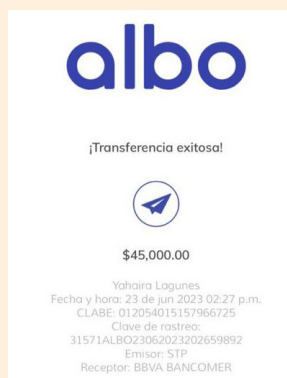 albo
¡Transferencia exitosa!
$45,000.00
Yahaira Lagunes
Fecha y hora: 23 de jun 2023 02:27 p.m.
CLABE: 012054015157966725
Clave de rastreo:
31571ALBO23062023202659892
Emisor: STP
Receptor: BBVA BANCOMER